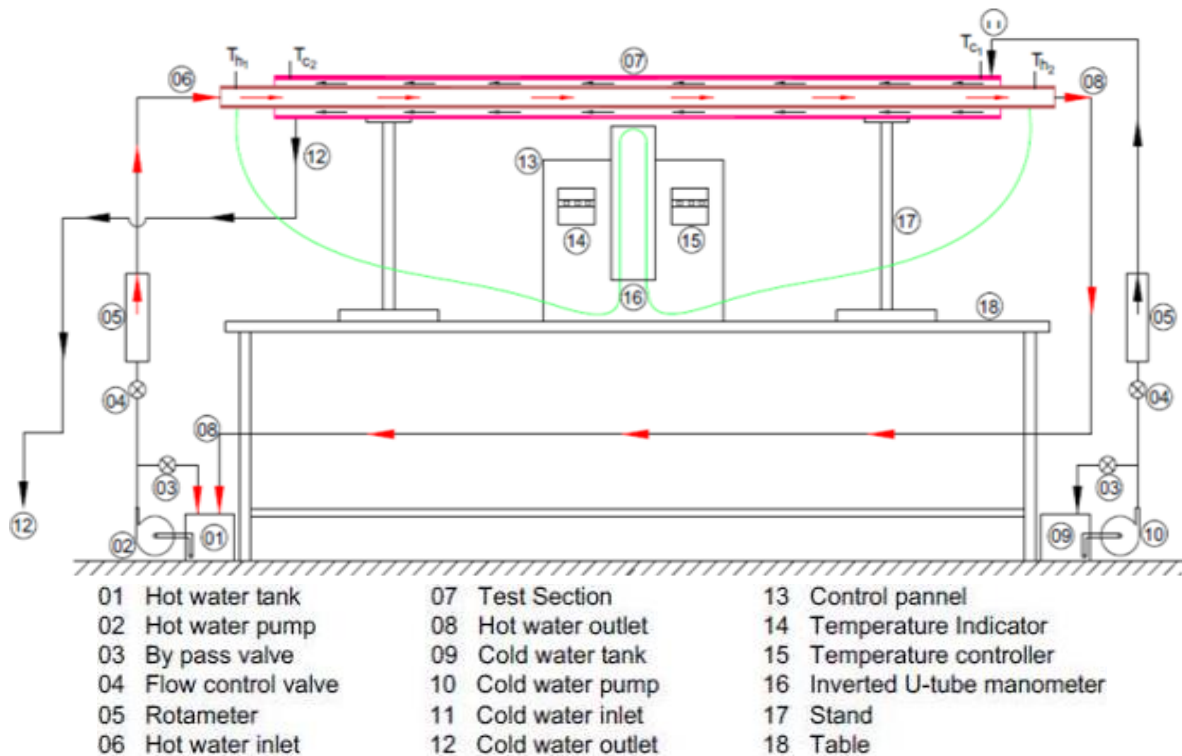 11
Th1
Tc2
07
Tc1
Th2
06
08
12
13
14
15
17
16
18
05
05
04
04
08
03
03
12
02
01
09
10
01 Hot water tank
02 Hot water pump
03 By pass valve
04 Flow control valve
05 Rotameter
06 Hot water inlet
07 Test Section
08 Hot water outlet
09 Cold water tank
10 Cold water pump
11 Cold water inlet
12 Cold water outlet
13 Control pannel
14 Temperature Indicator
15 Temperature controller
16 Inverted U-tube manometer
17 Stand
18 Table